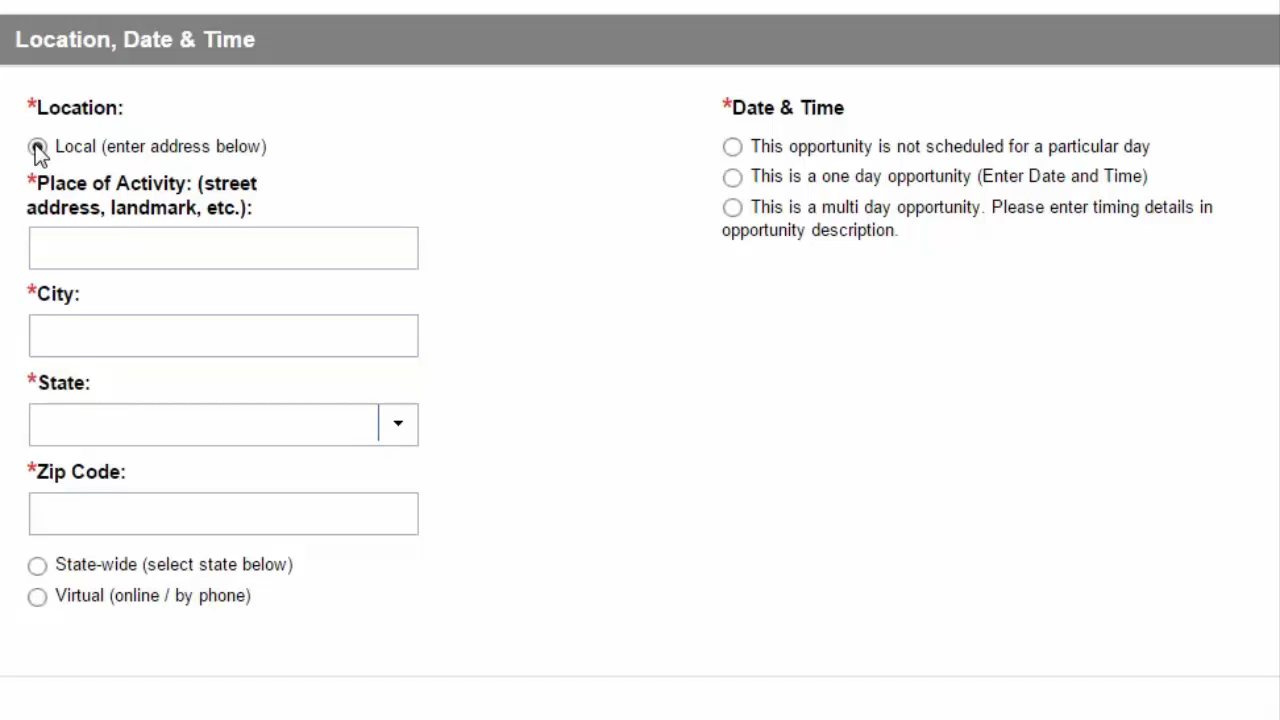 Location, Date & Time
*Location:
Local (enter address below)
*Place of Activity: (street
address, landmark, etc.):
*City:
*State:
*Zip Code:
State-wide (select state below)
Virtual (online / by phone)
*Date & Time
This opportunity is not scheduled for a particular day
This is a one day opportunity (Enter Date and Time)
This is a multi day opportunity. Please enter timing details in
opportunity description.